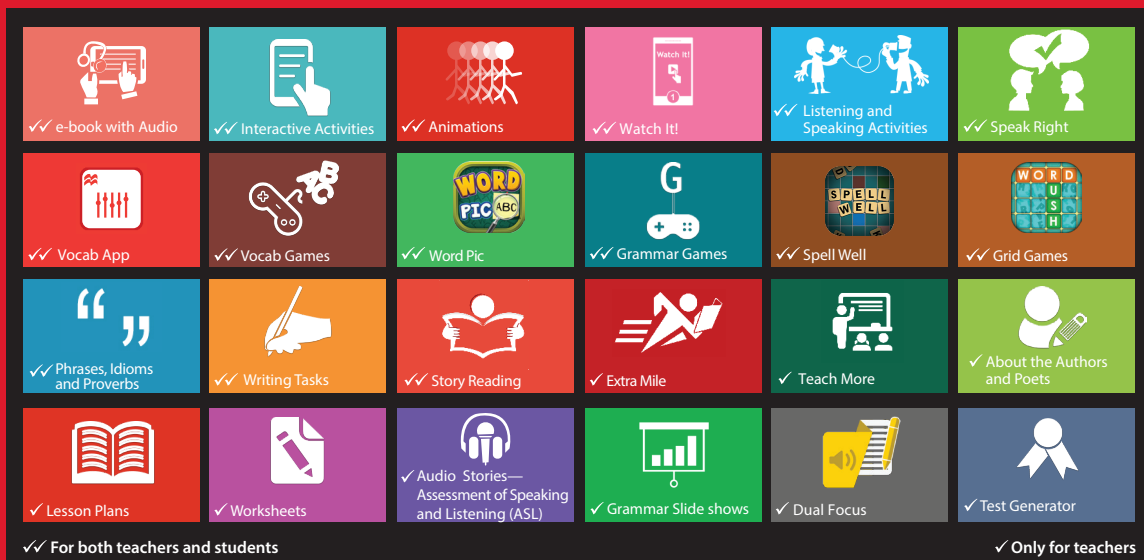 Watch It!
1
✓✓ e-book with Audio
✓✓ Interactive Activities
✓✓ Animations
✓✓ Watch It!
✓✓ Listening and
Speaking Activities
✓✓ Speak Right
ABC
WORD
PIC ABC
G
SPELL
WELL
WORD
USH
✓✓ Vocab App
✓✓ Vocab Games
✓✓ Word Pic
✓✓ Grammar Games
✓✓ Spell Well
✓✓ Grid Games
“ ”
✓✓ Phrases, Idioms
and Proverbs
✓✓ Writing Tasks
✓✓ Story Reading
✓ Extra Mile
✓ Teach More
✓ About the Authors
and Poets
✓ Lesson Plans
✓ Worksheets
✓ Audio Stories—
Assessment of Speaking
and Listening (ASL)
✓ Grammar Slide shows
✓ Dual Focus
✓ Test Generator
✓✓ For both teachers and students
✓ Only for teachers